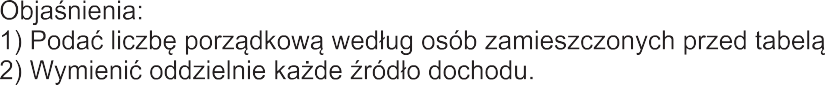 Objaśnienia:
1) Podać liczbę porządkową według osób zamieszczonych przed tabelą
2) Wymienić oddzielnie każde źródło dochodu.